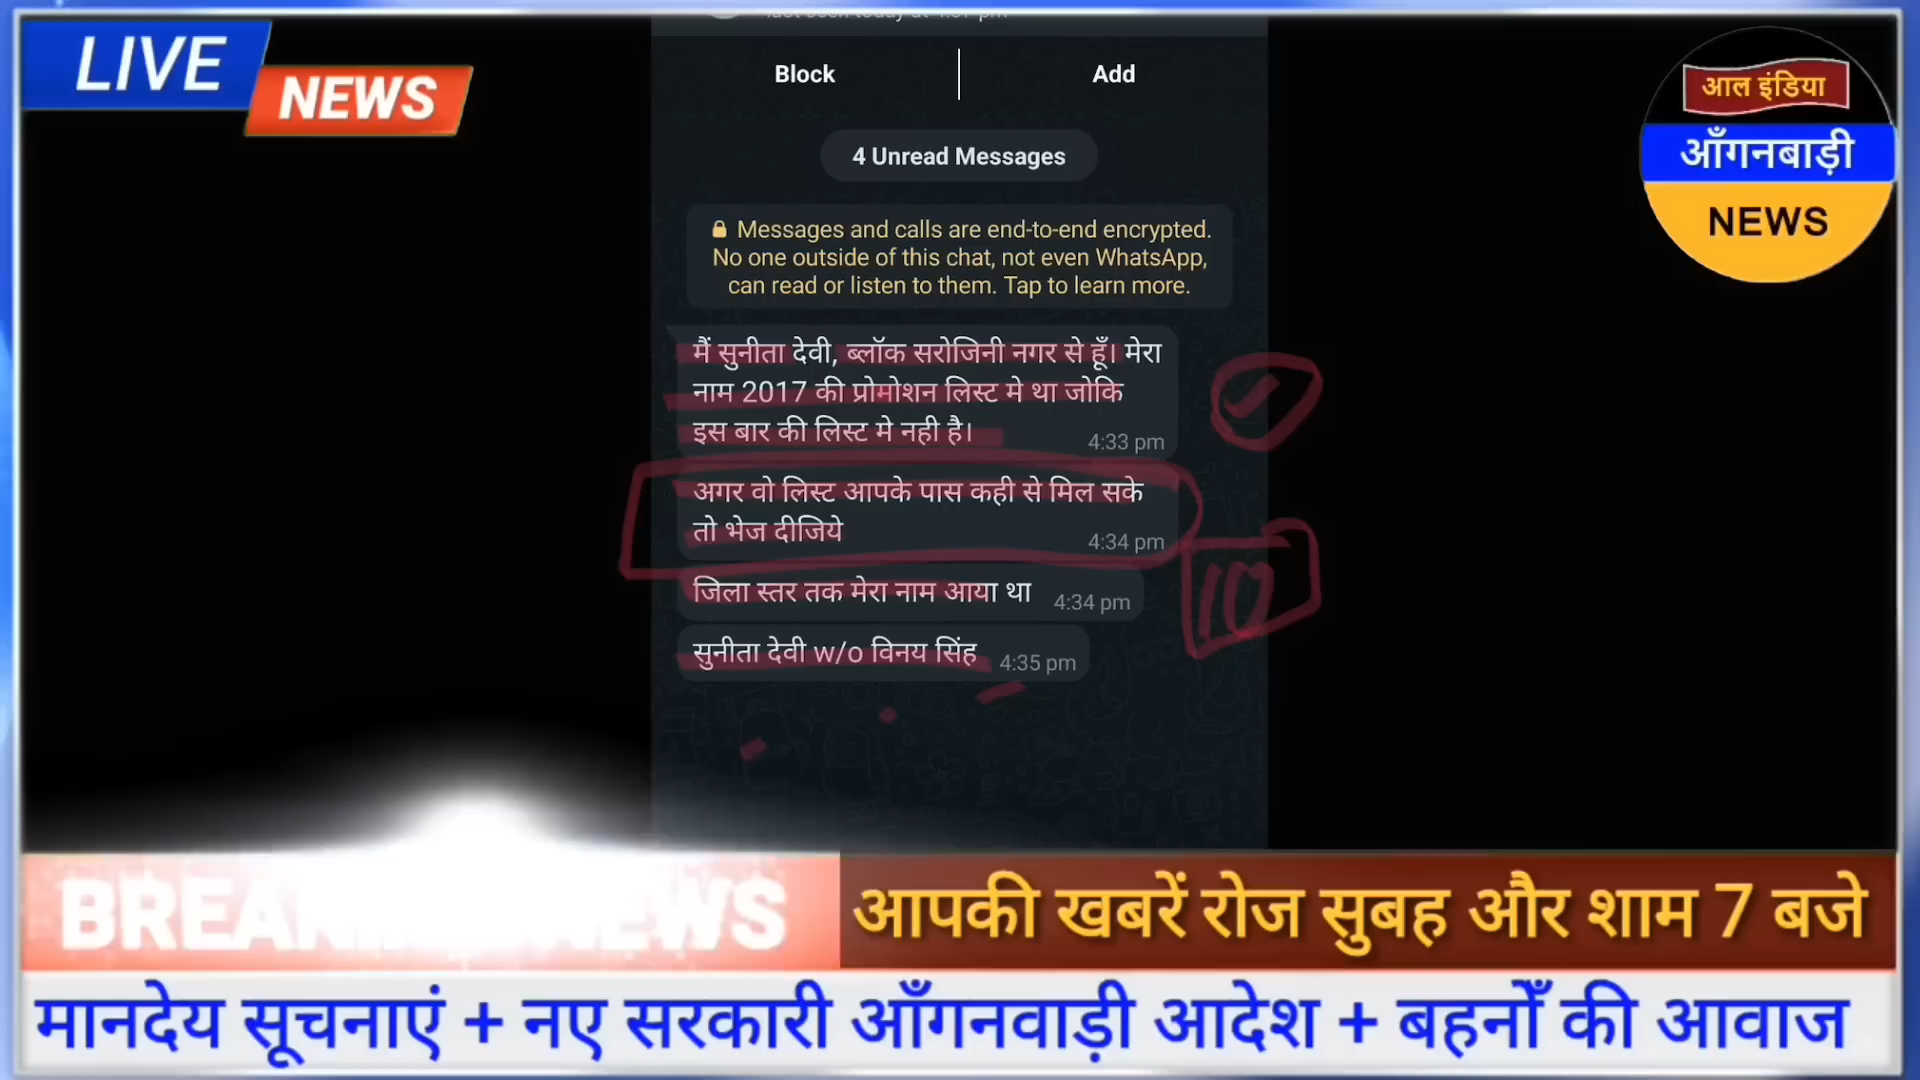 LIVE
NEWS
Block
Add
4 Unread Messages
Messages and calls are end-to-end encrypted.
No one outside of this chat, not even WhatsApp,
can read or listen to them. Tap to learn more.
मैं सुनीता देवी, ब्लॉक सरोजिनी नगर से हूँ। मेरा
नाम 2017 की प्रोमोशन लिस्ट मे था जोकि
इस बार की लिस्ट मे नही है।
4:33 pm
अगर वो लिस्ट आपके पास कही से मिल सके
तो भेज दीजिये
4:34 pm
जिला स्तर तक मेरा नाम आया था
4:34 pm
सुनीता देवी w/o विनय सिंह
4:35 pm
10
आल इंडिया
आँगनबाड़ी
NEWS
BREAKING NEWS
आपकी खबरें रोज सुबह और शाम 7 बजे
मानदेय सूचनाएं + नए सरकारी आँगनवाड़ी आदेश + बहनोँ की आवाज